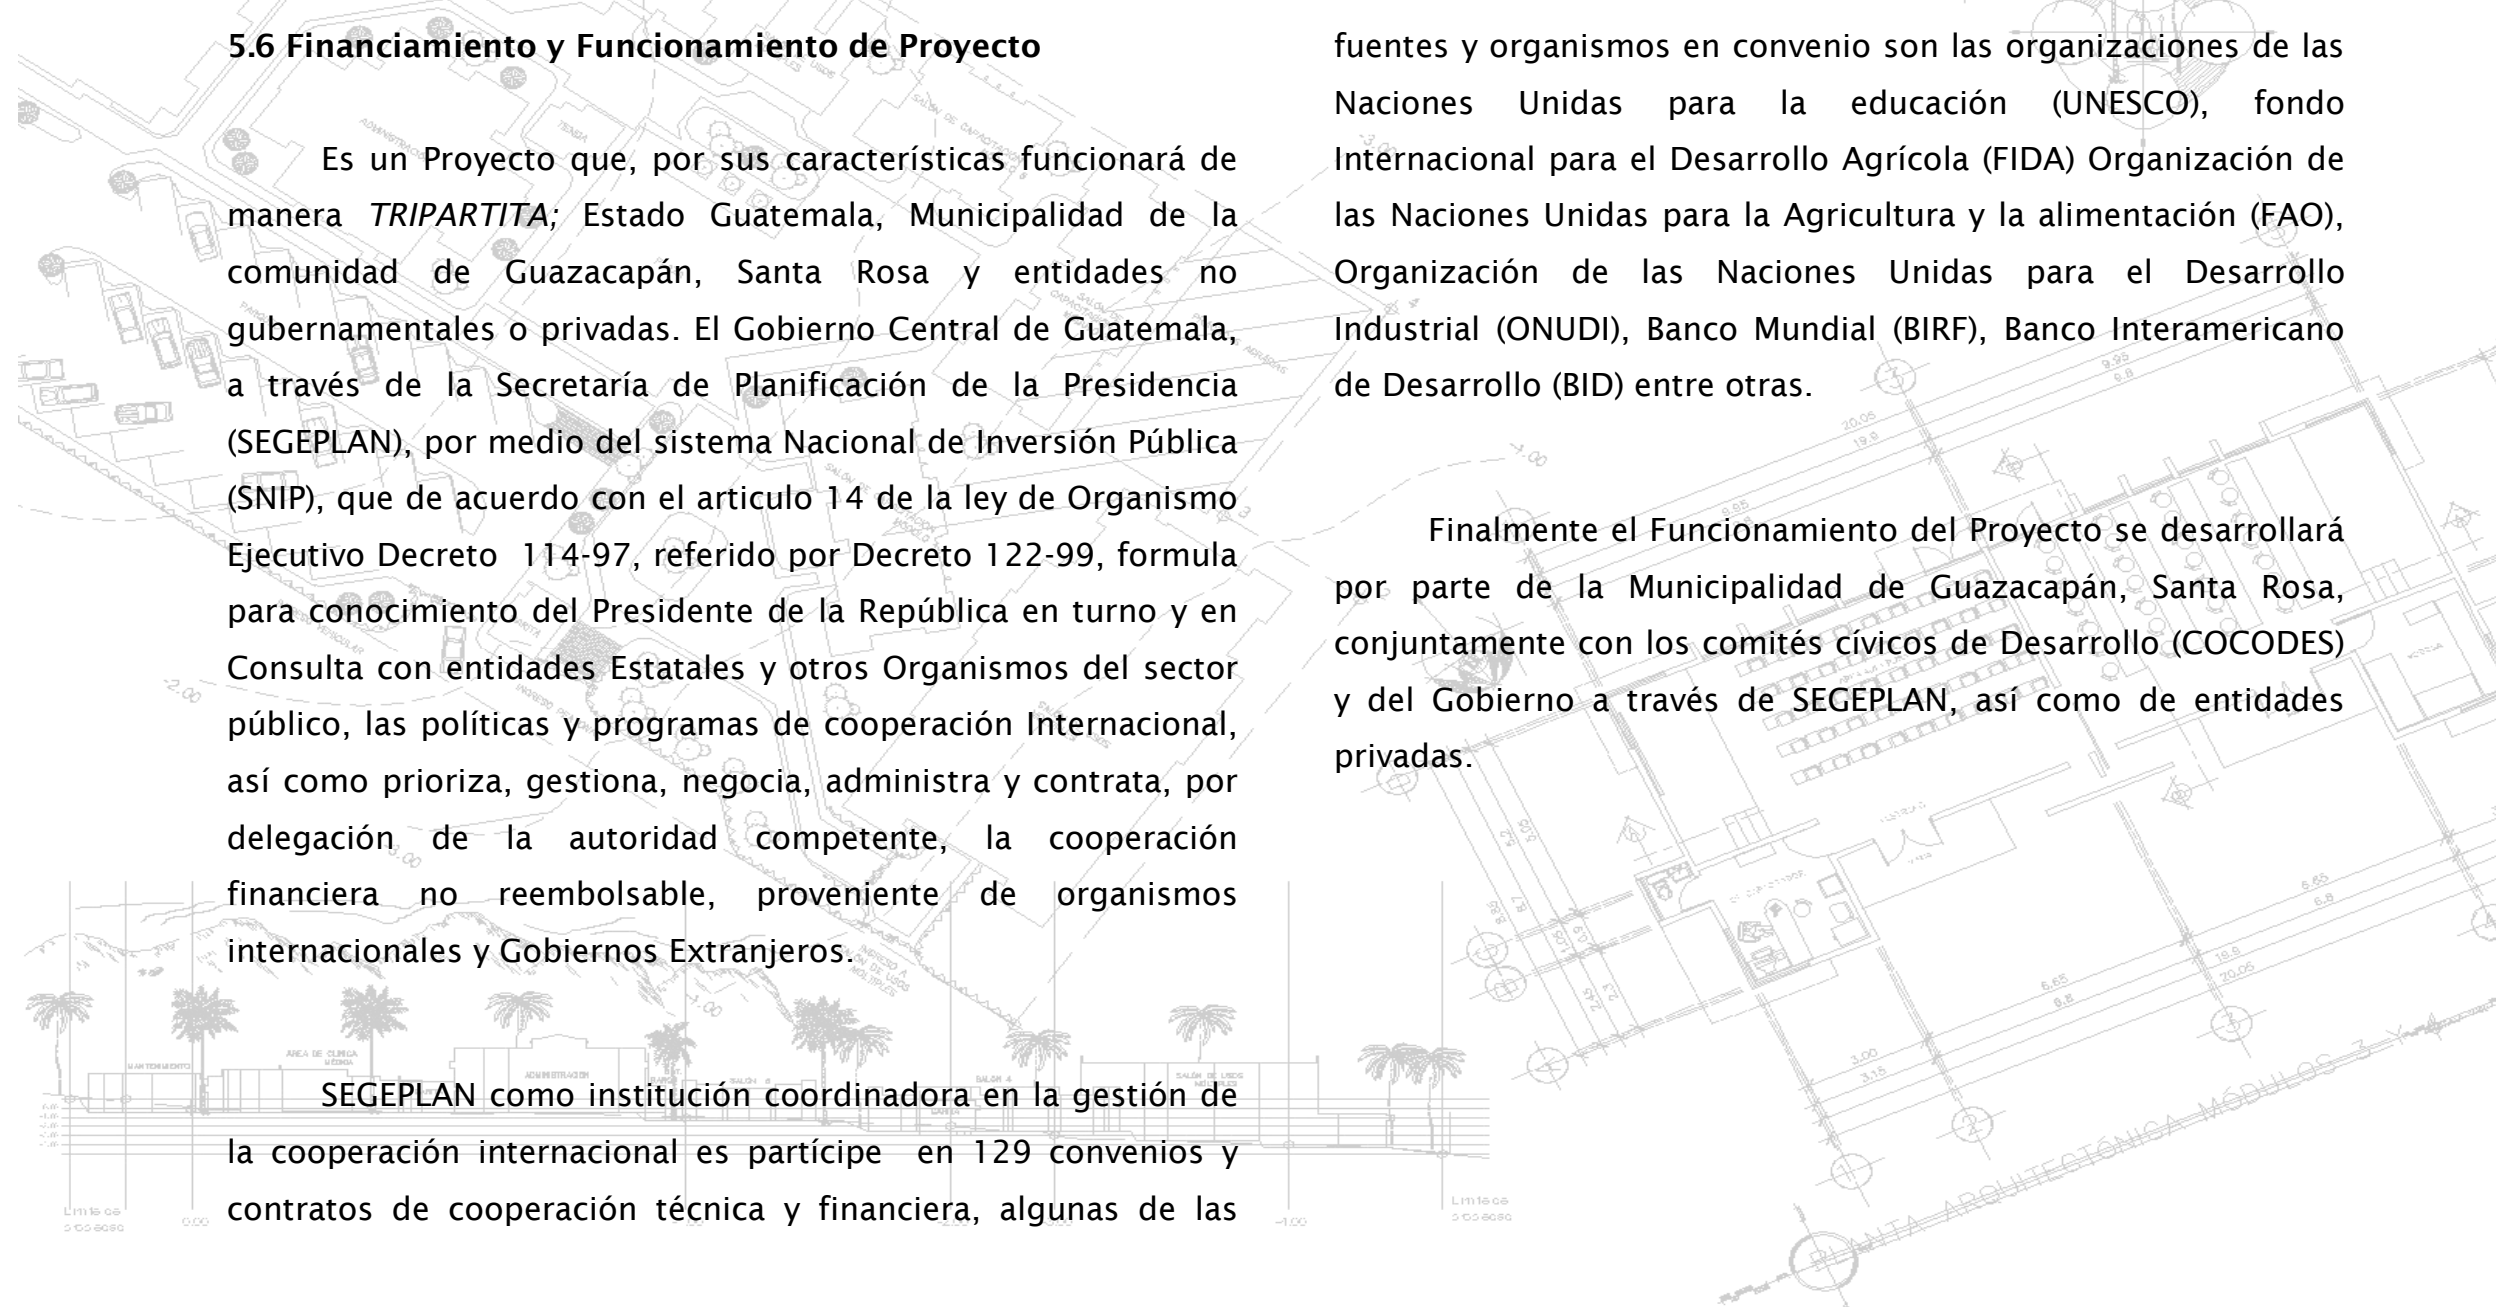 5.6 Financiamiento y Funcionamiento de Proyecto
Es un Proyecto que, por sus características funcionará de
manera TRIPARTITA; Estado Guatemala, Municipalidad de la
comunidad de Guazacapán, Santa Rosa y entidades no
gubernamentales o privadas. El Gobierno Central de Guatemala,
a través de la Secretaría de Planificación de la Presidencia
(SEGEPLAN), por medio del sistema Nacional de Inversión Pública
(SNIP), que de acuerdo con el articulo 14 de la ley de Organismo
Ejecutivo Decreto 114-97, referido por Decreto 122-99, formula
para conocimiento del Presidente de la República en turno y en
Consulta con entidades Estatales y otros Organismos del sector
público, las políticas y programas de cooperación Internacional,
así como prioriza, gestiona, negocia, administra y contrata, por
delegación de la autoridad competente, la cooperación
financiera no reembolsable, proveniente de organismos
internacionales y Gobiernos Extranjeros.
SEGEPLAN como institución coordinadora en la gestión de
la cooperación internacional es partícipe en 129 convenios y
contratos de cooperación técnica y financiera, algunas de las
fuentes y organismos en convenio son las organizaciones de las
Naciones Unidas para la educación (UNESCO), fondo
Internacional para el Desarrollo Agrícola (FIDA) Organización de
las Naciones Unidas para la Agricultura y la alimentación (FAO),
Organización de las Naciones Unidas para el Desarrollo
Industrial (ONUDI), Banco Mundial (BIRF), Banco Interamericano
de Desarrollo (BID) entre otras.
Finalmente el Funcionamiento del Proyecto se desarrollará
por parte de la Municipalidad de Guazacapán, Santa Rosa,
conjuntamente con los comités cívicos de Desarrollo (COCODES)
y del Gobierno a través de SEGEPLAN, así como de entidades
privadas.
PLANTA ARQUITECTÓNICA MÓDULOS 3 Y 4